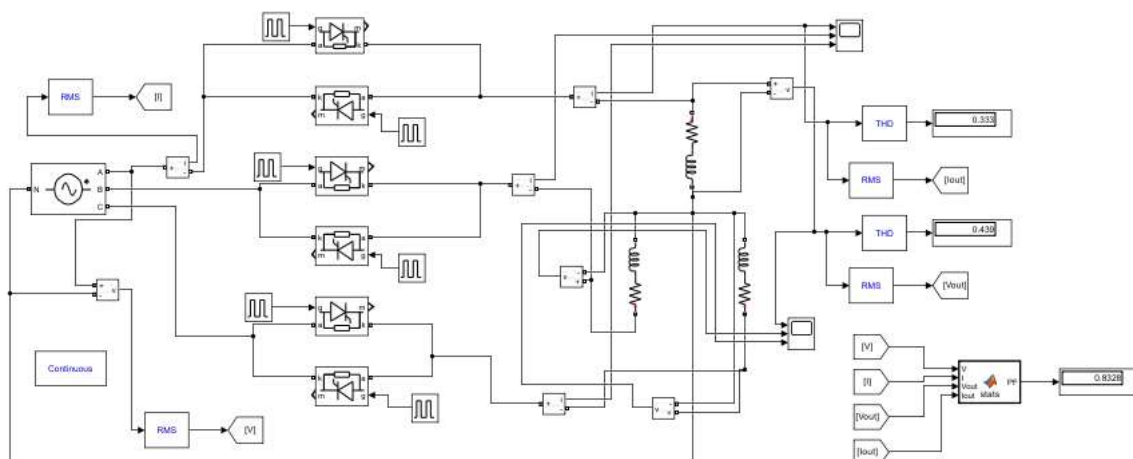 g m
a k
k a
m g
RMS
[I]
+ i
-
+ i
-
+ v
-
THD
0.333
RMS
[Iout]
A
N B
C
g m
a k
k a
m g
+ i
-
THD
0.439
RMS
[Vout]
+ v
-
g m
a k
k a
m g
Continuous
RMS
[V]
+ i
-
[V]
[I]
[Vout]
[Iout]
V
I
Vout
Iout
stats
PF
0.8328